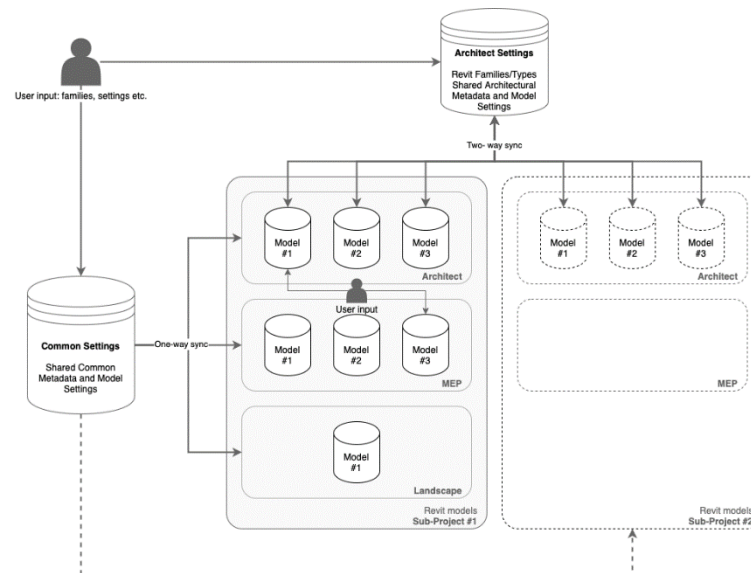 Architect Settings
Revit Families/Types
Shared Architectural
Metadata and Model
Settings
User input: families, settings etc.
Two- way sync
Model
#1
Model
#2
Model
#3
Architect
Model
#1
Model
#2
Model
#3
Architect
User input
Common Settings
Shared Common
Metadata and Model
Settings
One-way sync
Model
#1
Model
#2
Model
#3
MEP
MEP
Model
#1
Landscape
Revit models
Sub-Project #1
Revit models
Sub-Project #2